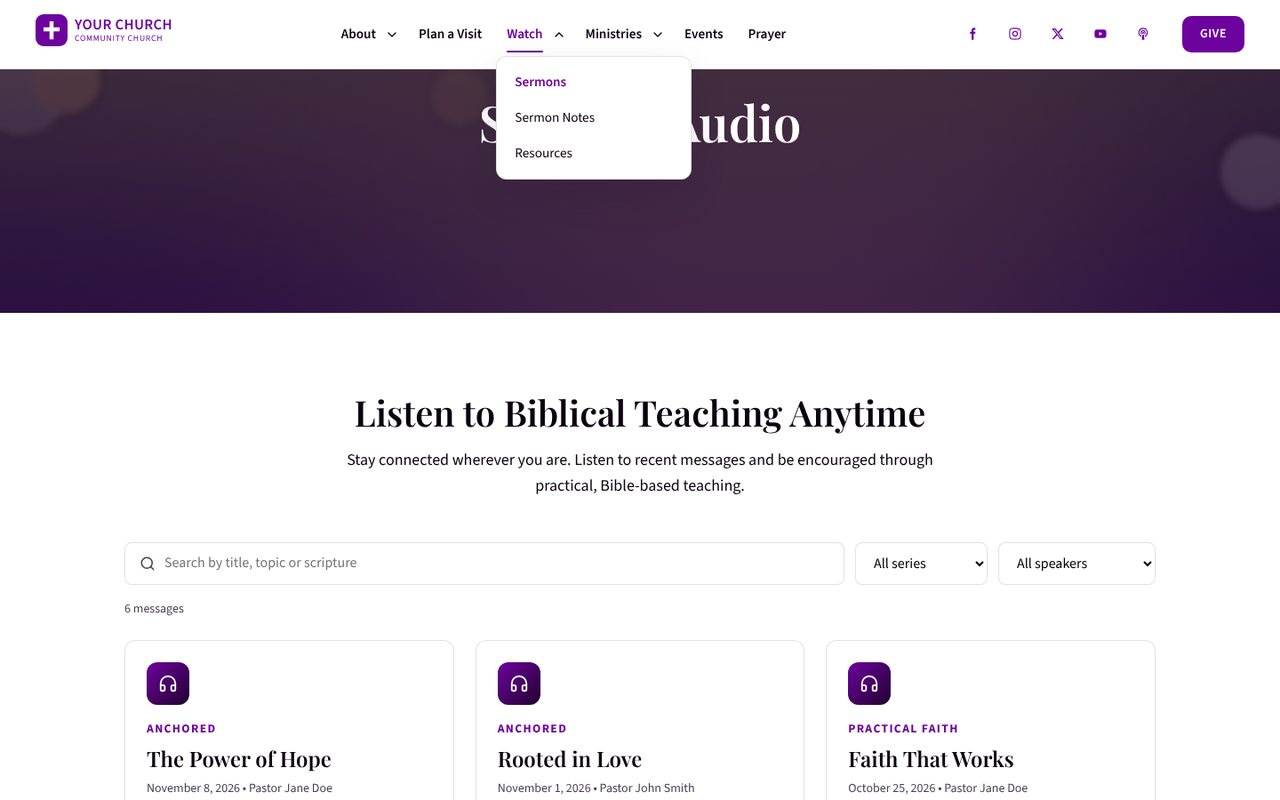 YOUR CHURCH
COMMUNITY CHURCH
About
Plan a Visit
Watch
Ministries
Events
Prayer
GIVE
Sermons
Sermon Notes
Resources
Audio
Listen to Biblical Teaching Anytime
Stay connected wherever you are. Listen to recent messages and be encouraged through
practical, Bible-based teaching.
Search by title, topic or scripture
All series
All speakers
6 messages
ANCHORED
The Power of Hope
November 8, 2026 • Pastor Jane Doe
ANCHORED
Rooted in Love
November 1, 2026 • Pastor John Smith
PRACTICAL FAITH
Faith That Works
October 25, 2026 • Pastor Jane Doe